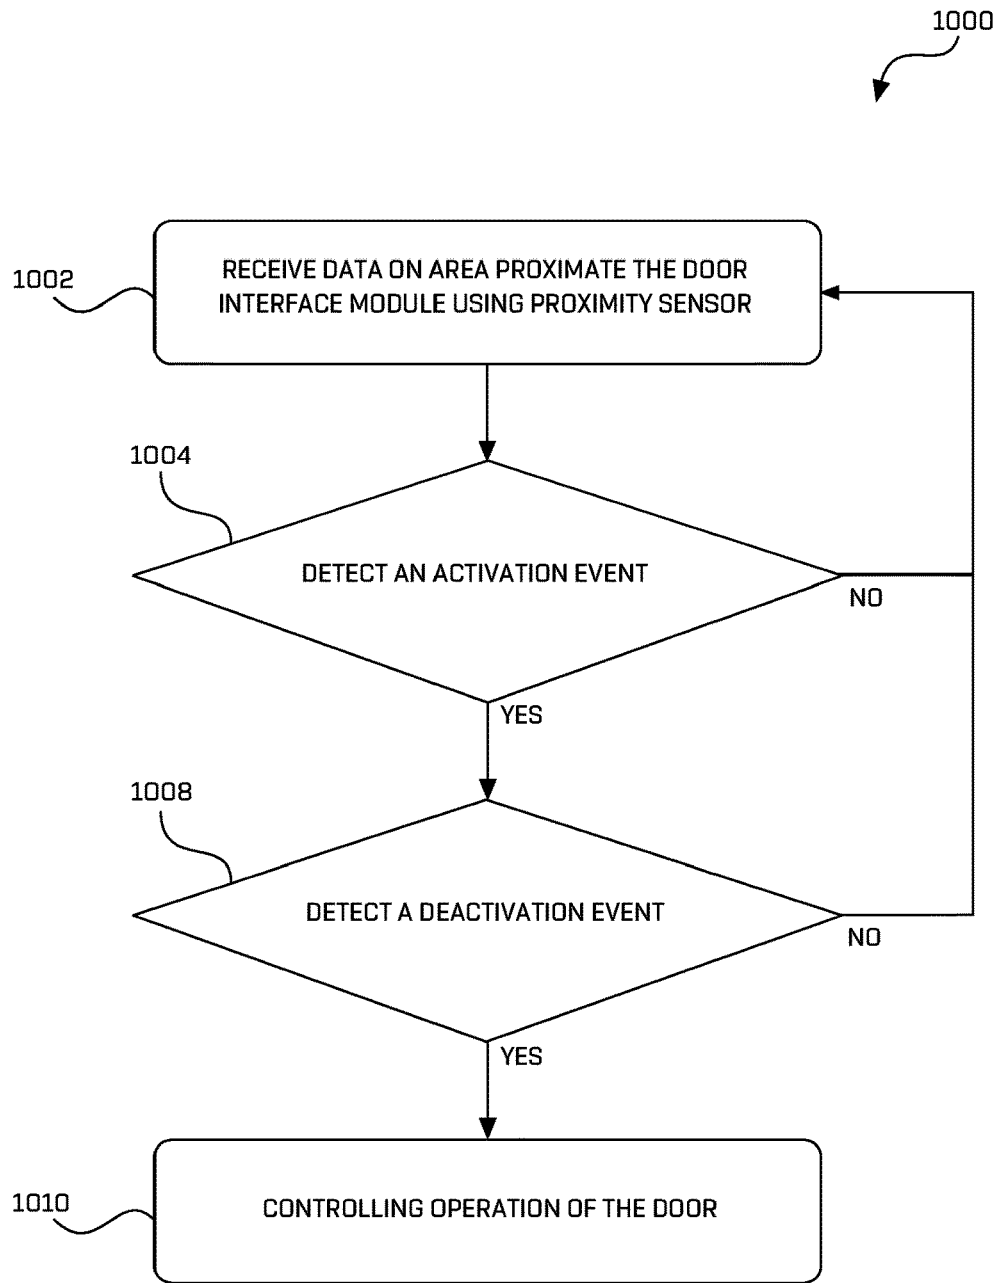 1000
1002
RECEIVE DATA ON AREA PROXIMATE THE DOOR
INTERFACE MODULE USING PROXIMITY SENSOR
1004
DETECT AN ACTIVATION EVENT
NO
YES
1008
DETECT A DEACTIVATION EVENT
NO
YES
1010
CONTROLLING OPERATION OF THE DOOR